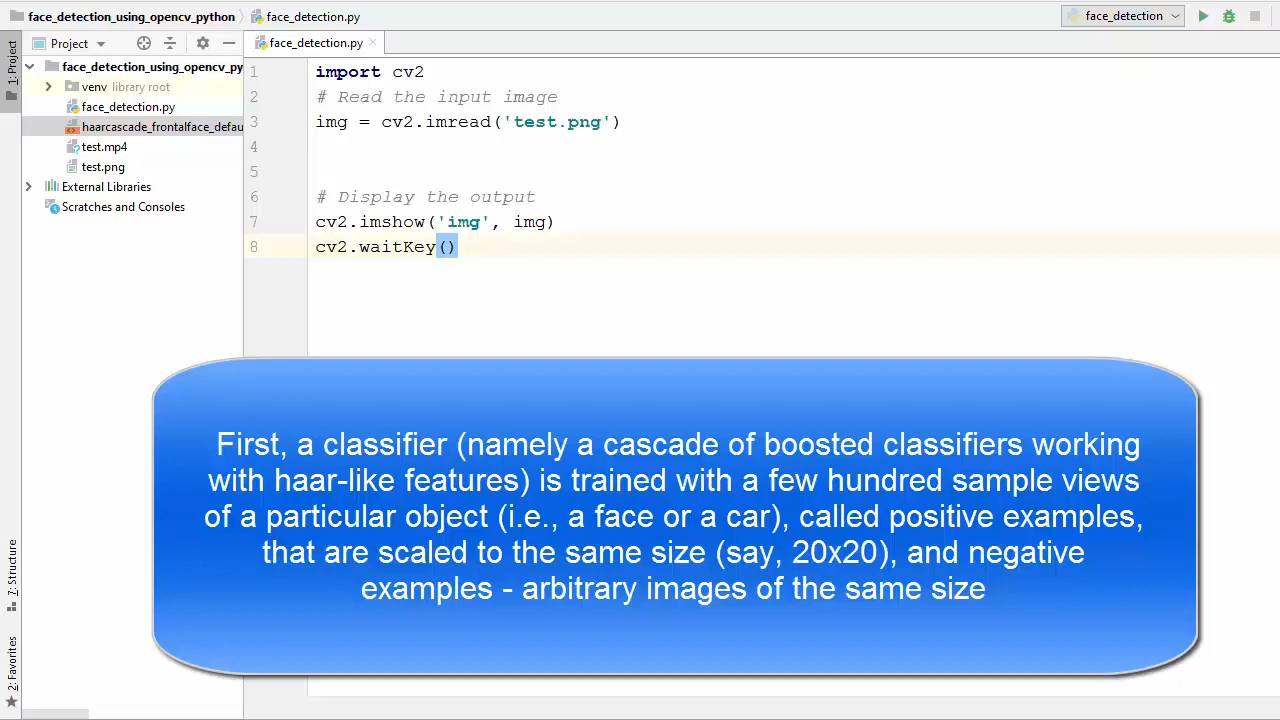 face_detection_using_opencv_python
face_detection.py
face_detection
1: Project
Project
face_detection.py
face_detection_using_opencv_py
venv library root
face_detection.py
haarcascade_frontalface_defau
test.mp4
test.png
External Libraries
Scratches and Consoles
1 import cv2
2 # Read the input image
3 img = cv2.imread('test.png')
4
5
6 # Display the output
7 cv2.imshow('img', img)
8 cv2.waitKey()
First, a classifier (namely a cascade of boosted classifiers working
with haar-like features) is trained with a few hundred sample views
of a particular object (i.e., a face or a car), called positive examples,
that are scaled to the same size (say, 20x20), and negative
examples - arbitrary images of the same size
7: Structure
2: Favorites